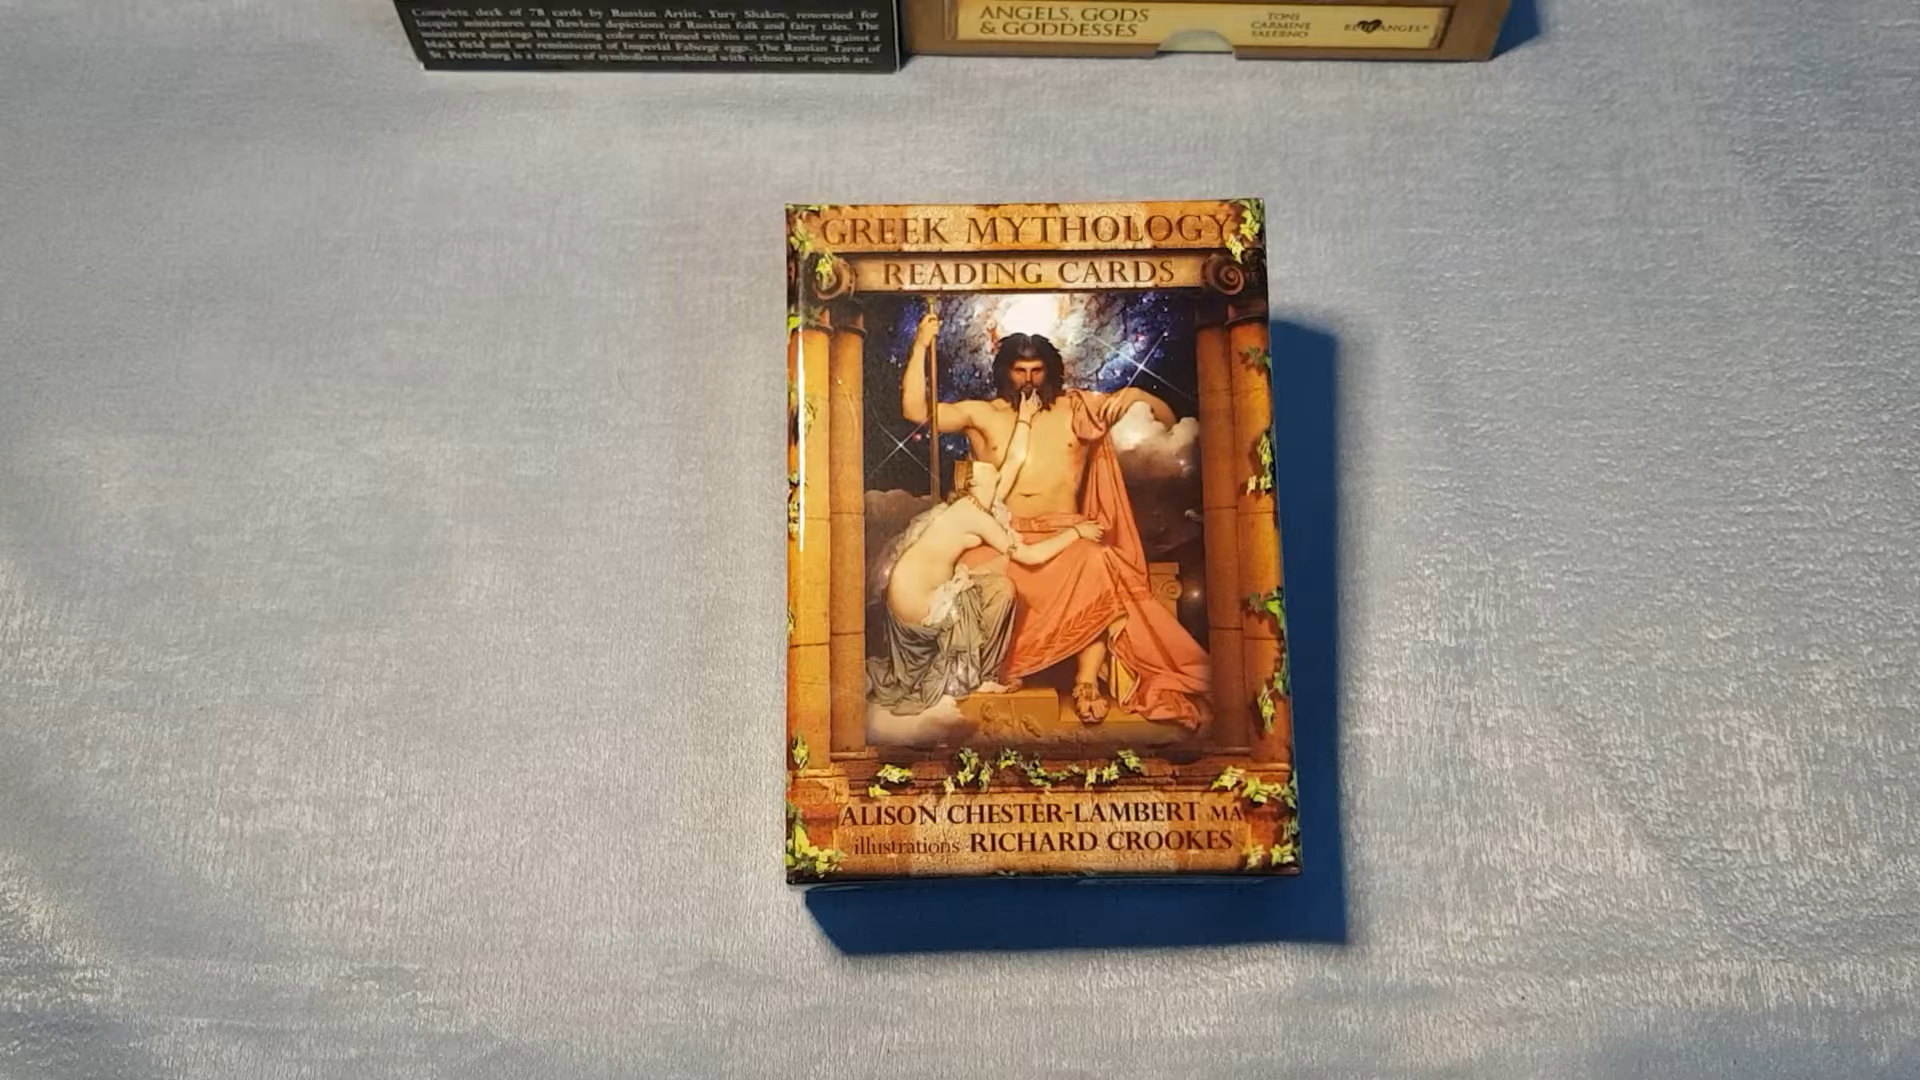 Complete deck of 78 cards by Russian Artist, Yury Shakov, renowned for
lacquer miniatures and flawless depictions of Russian folk and fairy tales. The
miniature paintings in stunning color are framed within an oval border against a
black field and are reminiscent of Imperial Fabergé eggs. The Russian Tarot of
St. Petersburg is a treasure of symbolism combined with richness of superb art.
ANGELS, GODS
& GODDESSES
TONI
CARMINE
SALERNO
BLUE ANGEL®
GREEK MYTHOLOGY
READING CARDS
ALISON CHESTER-LAMBERT MA
illustrations RICHARD CROOKES